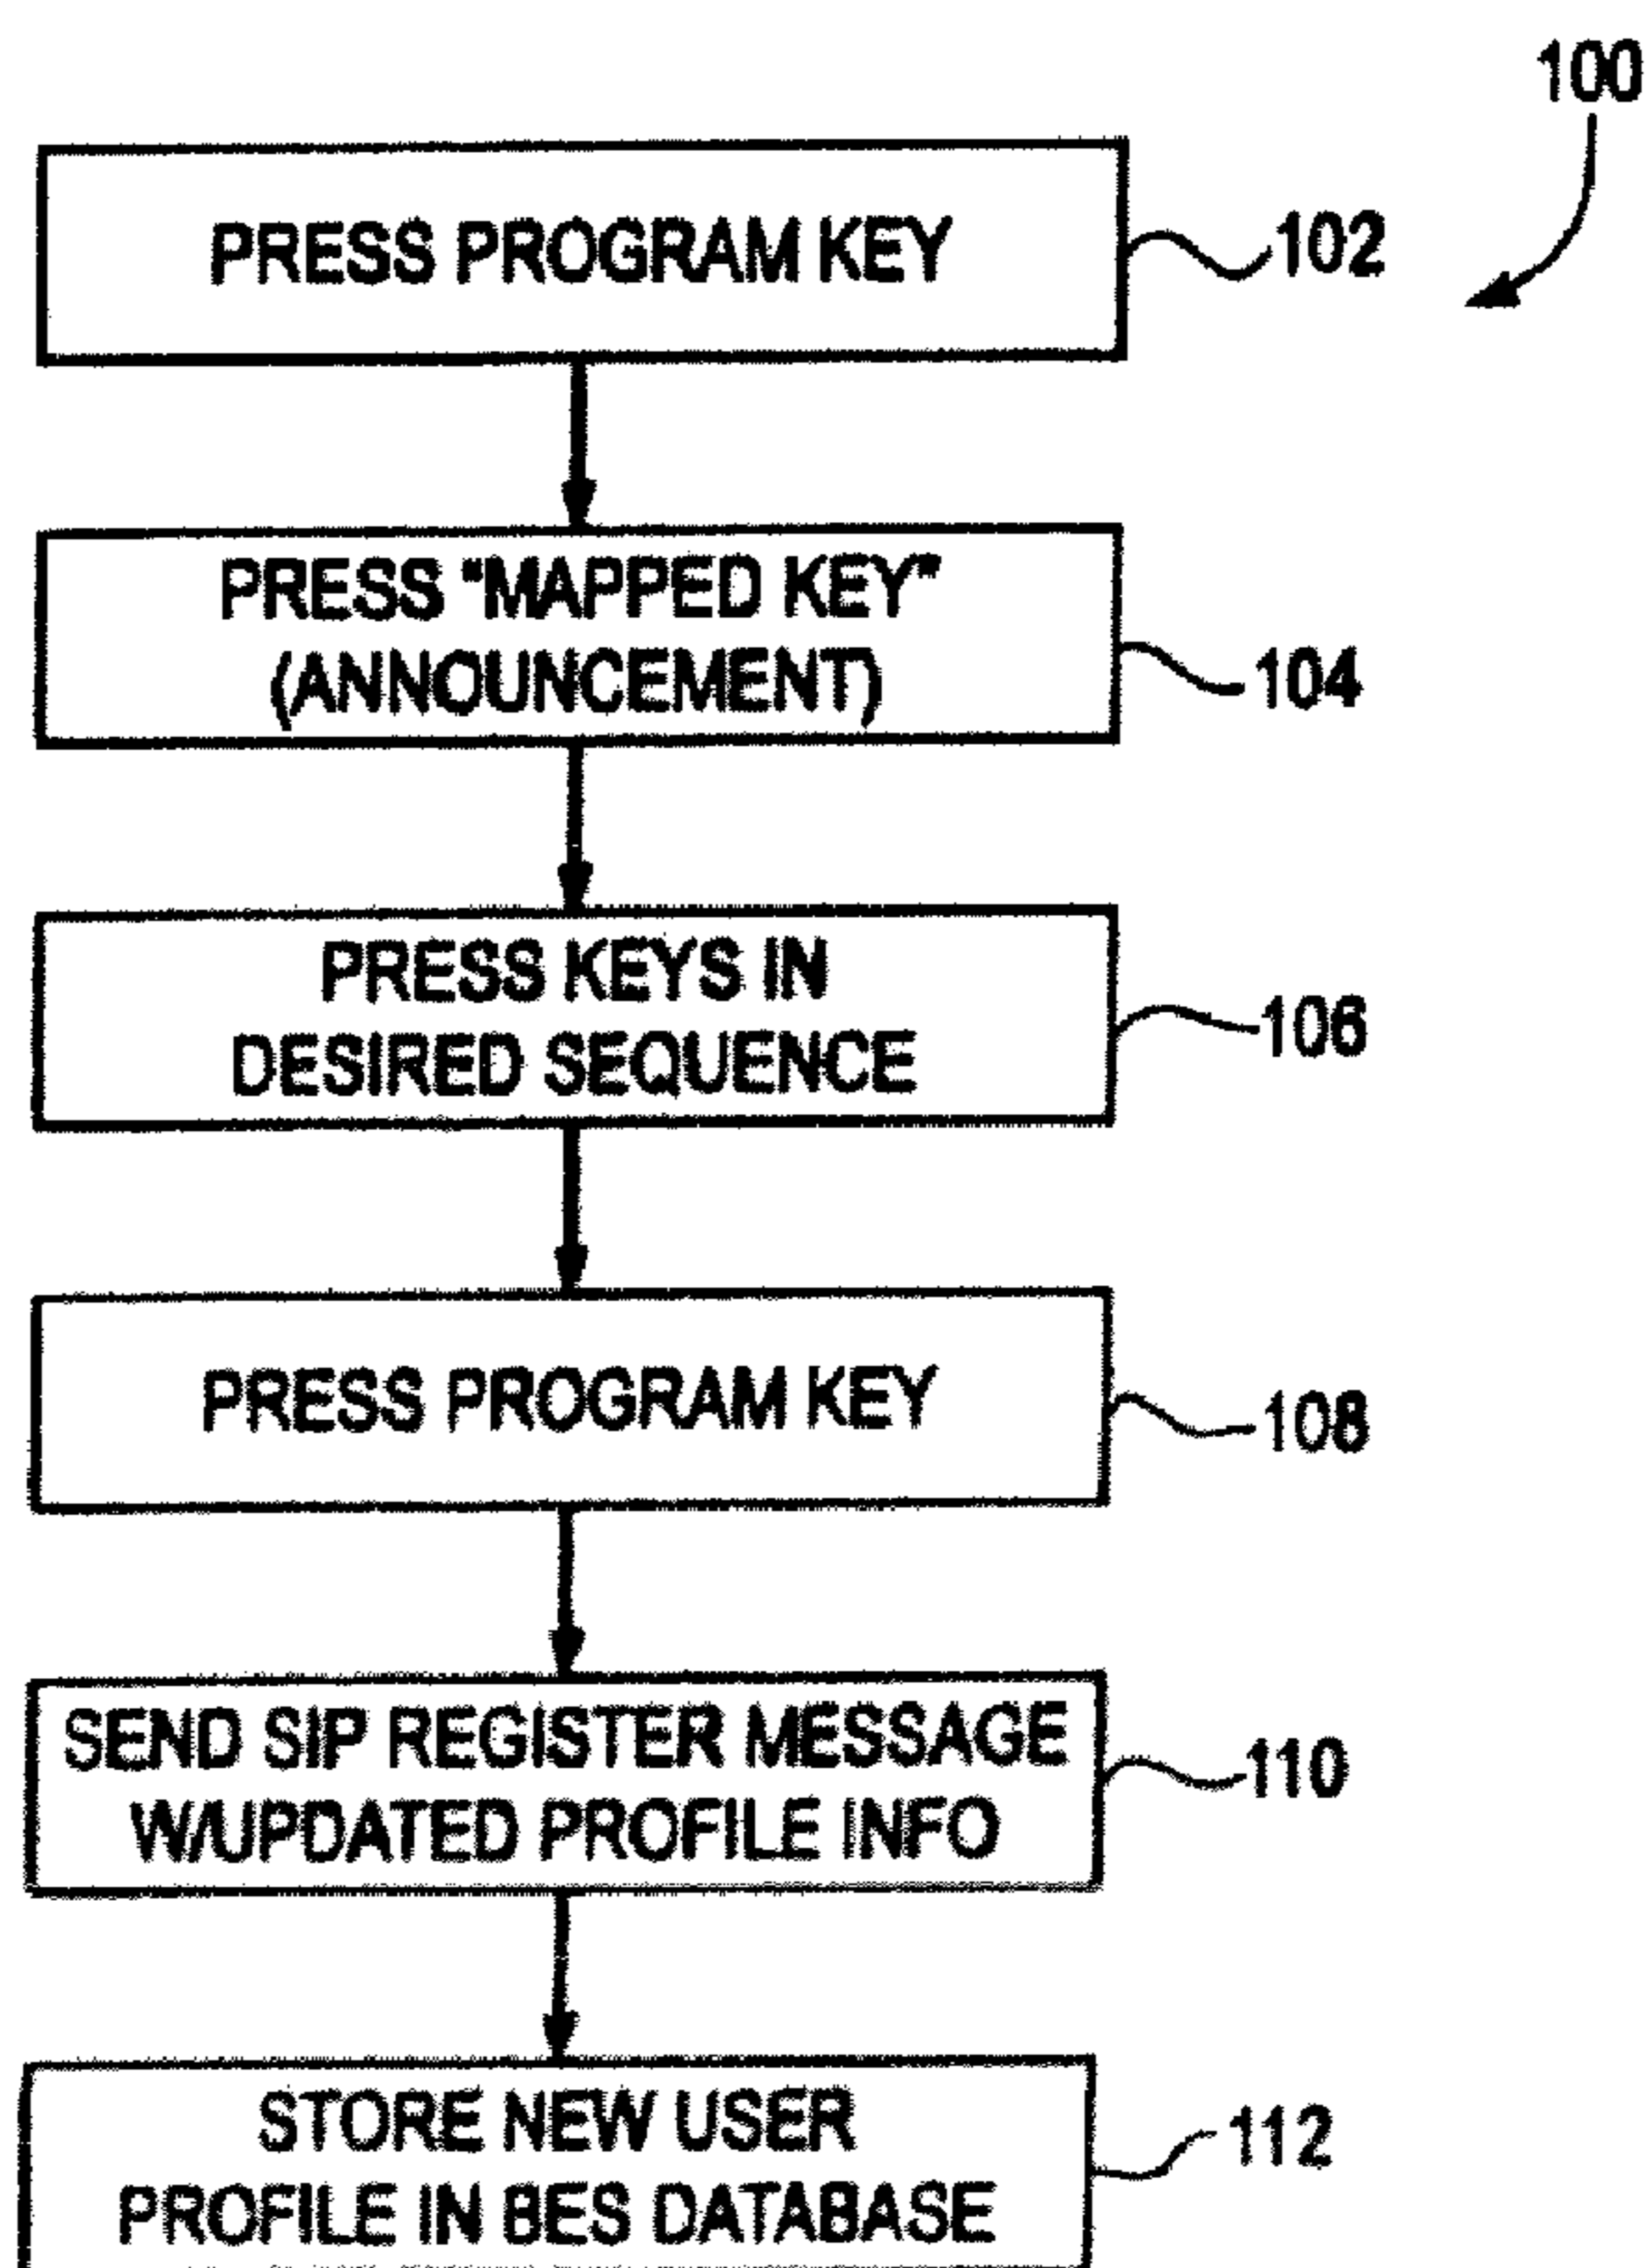 100
PRESS PROGRAM KEY
102
PRESS "MAPPED KEY"
(ANNOUNCEMENT)
104
PRESS KEYS IN
DESIRED SEQUENCE
106
PRESS PROGRAM KEY
108
SEND SIP REGISTER MESSAGE
W/UPDATED PROFILE INFO
110
STORE NEW USER
PROFILE IN BES DATABASE
112